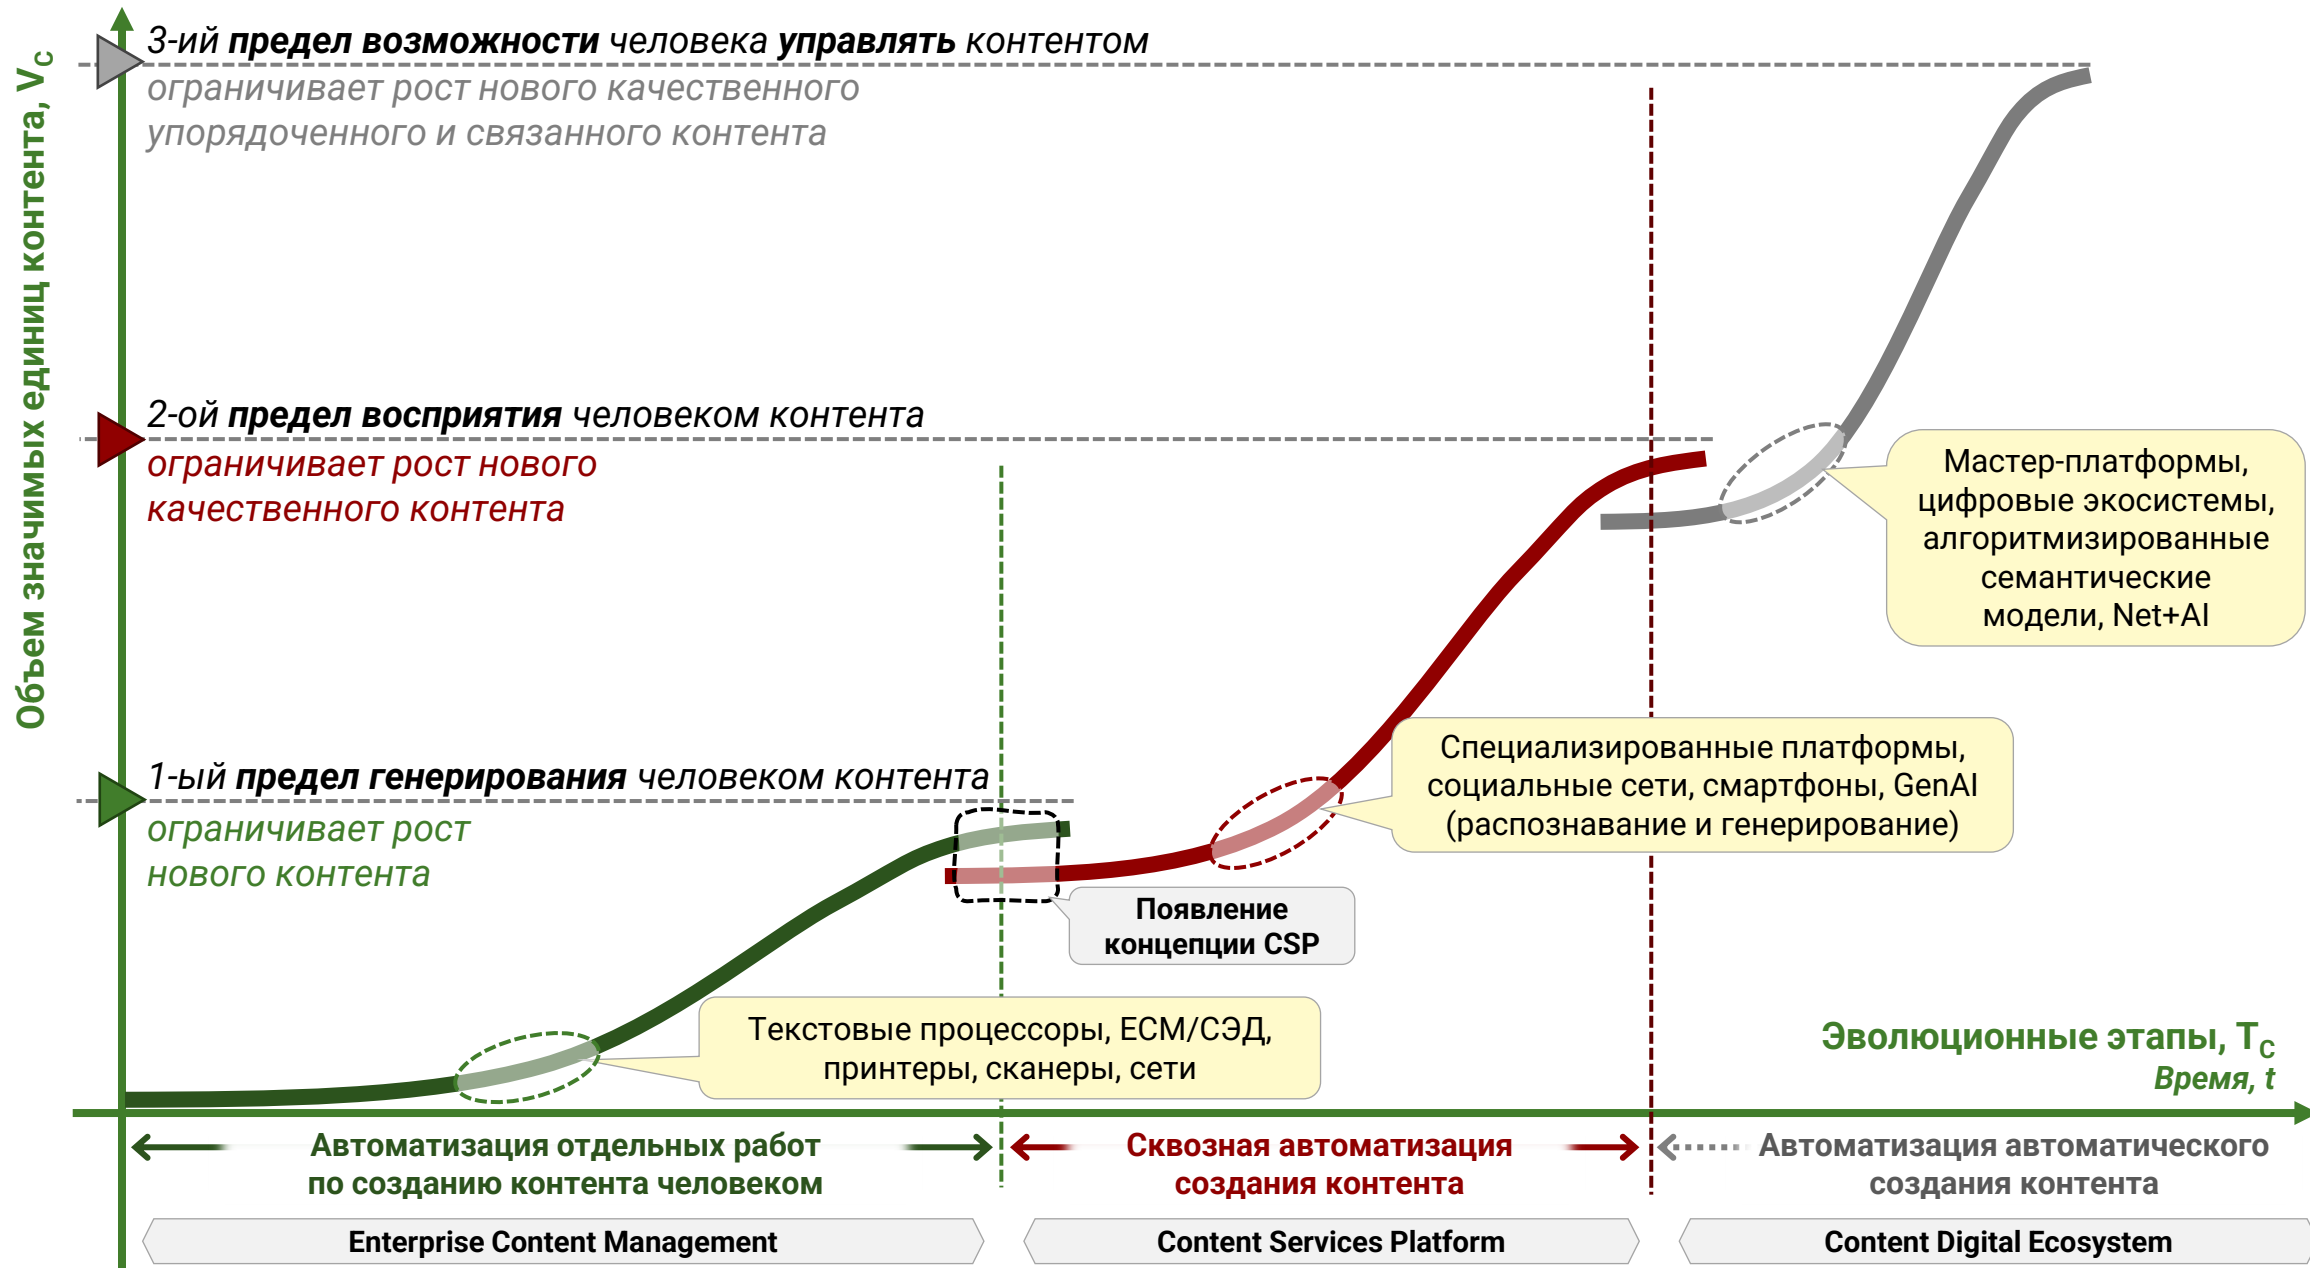 Объем значимых единиц контента, VC
3-ий предел возможности человека управлять контентом
ограничивает рост нового качественного
упорядоченного и связанного контента
2-ой предел восприятия человеком контента
ограничивает рост нового
качественного контента
1-ый предел генерирования человеком контента
ограничивает рост
нового контента
Мастер-платформы,
цифровые экосистемы,
алгоритмизированные
семантические
модели, Net+AI
Специализированные платформы,
социальные сети, смартфоны, GenAI
(распознавание и генерирование)
Появление
концепции CSP
Текстовые процессоры, ECM/СЭД,
принтеры, сканеры, сети
Эволюционные этапы, TC
Время, t
Автоматизация отдельных работ
по созданию контента человеком
Сквозная автоматизация
создания контента
Автоматизация автоматического
создания контента
Enterprise Content Management
Content Services Platform
Content Digital Ecosystem